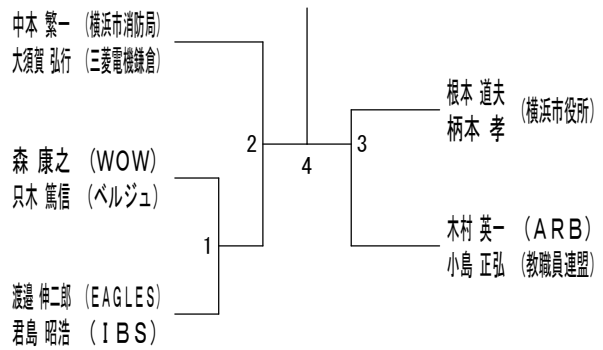 中本 繁一 (横浜市消防局)
大須賀 弘行 (三菱電機鎌倉)
森 康之 (WOW)
只木 篤信 (ベルジュ)
渡邉 伸二郎 (EAGLES)
君島 昭浩 (IBS)
1
2
4
3
根本 道夫 (横浜市役所)
柄本 孝
木村 英一 (ARB)
小島 正弘 (教職員連盟)